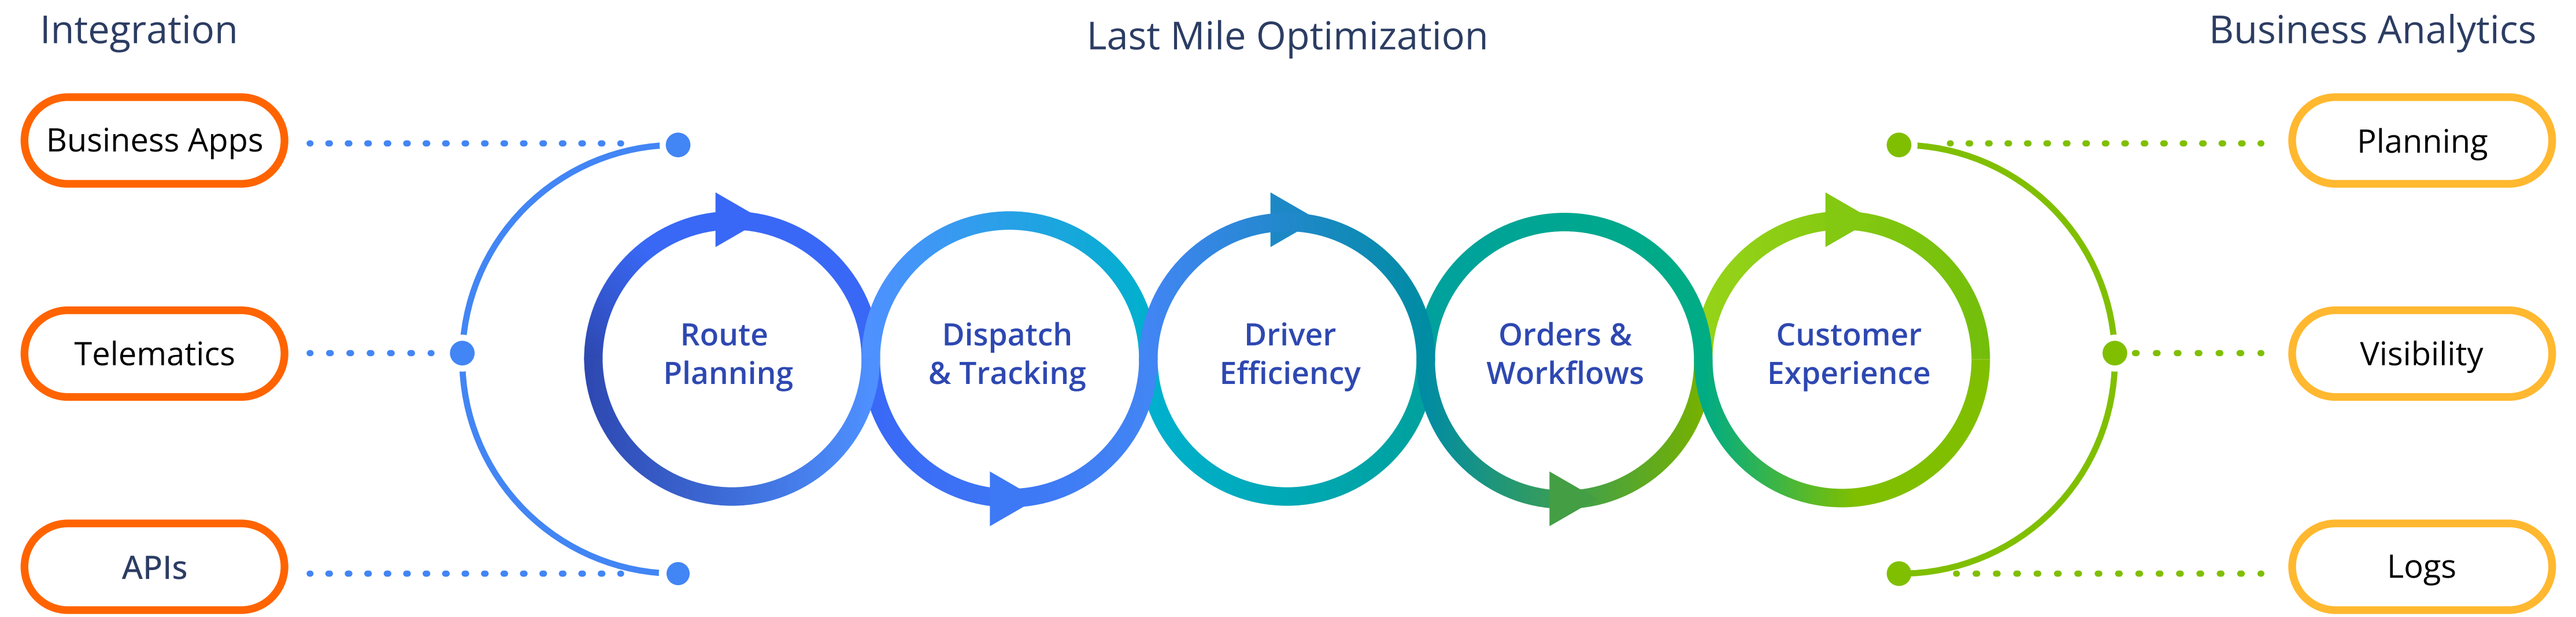 Integration
Last Mile Optimization
Business Analytics
Business Apps
Telematics
APIs
Route
Planning
Dispatch
& Tracking
Driver
Efficiency
Orders &
Workflows
Customer
Experience
Planning
Visibility
Logs